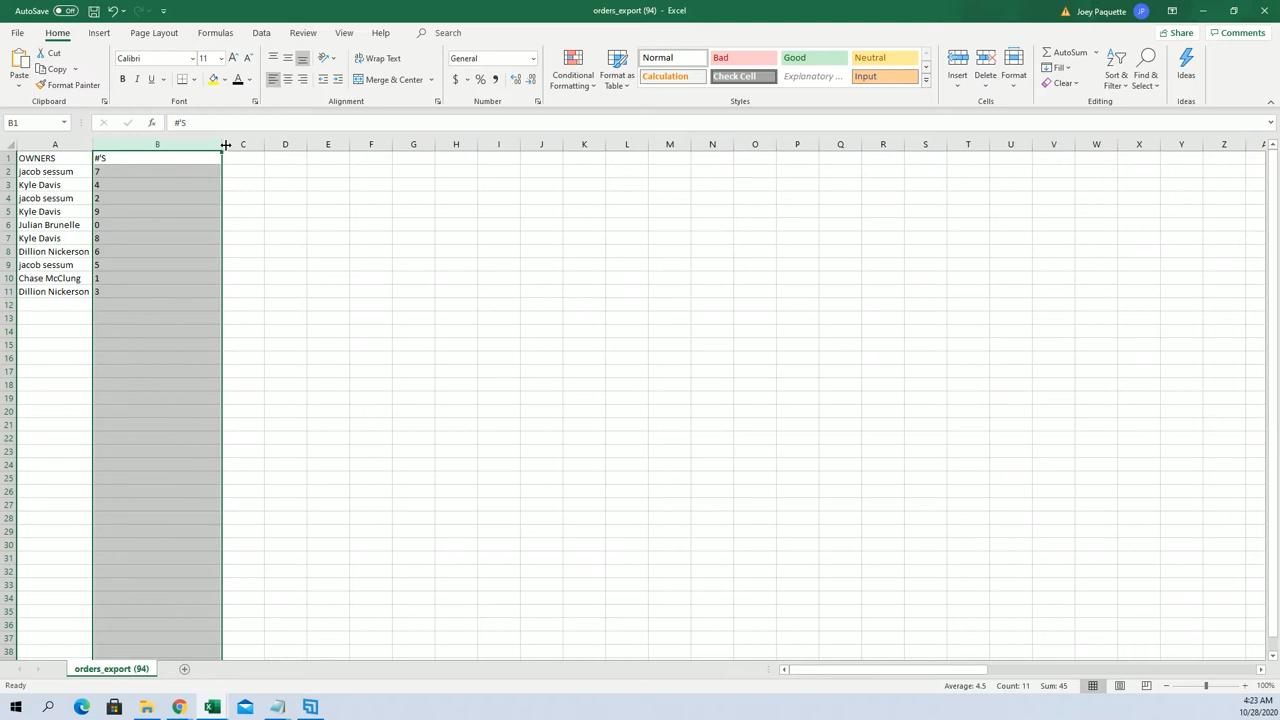 AutoSave Off orders_export (94) - Excel Joey Paquette JP
File Home Insert Page Layout Formulas Data Review View Help Search Share Comments
Paste Cut Copy Format Painter Clipboard
Calibri 11 B I U Font
Wrap Text Merge & Center Alignment
General $ % Number
Conditional Formatting Format as Table
Normal Bad Good Neutral
Calculation Check Cell Explanatory ... Input
Styles
Insert Delete Format Cells
AutoSum Fill Clear Sort & Filter Find & Select Editing
Ideas Ideas
B1 fx #'S
A B C D E F G H I J K L M N O P Q R S T U V W X Y Z
1 OWNERS #'S
2 jacob sessum 7
3 Kyle Davis 4
4 jacob sessum 2
5 Kyle Davis 9
6 Julian Brunelle 0
7 Kyle Davis 8
8 Dillion Nickerson 6
9 jacob sessum 5
10 Chase McClung 1
11 Dillion Nickerson 3
12
13
14
15
16
17
18
19
20
21
22
23
24
25
26
27
28
29
30
31
32
33
34
35
36
37
38
orders_export (94)
Ready Average: 4.5 Count: 11 Sum: 45 100%
4:23 AM
10/28/2020